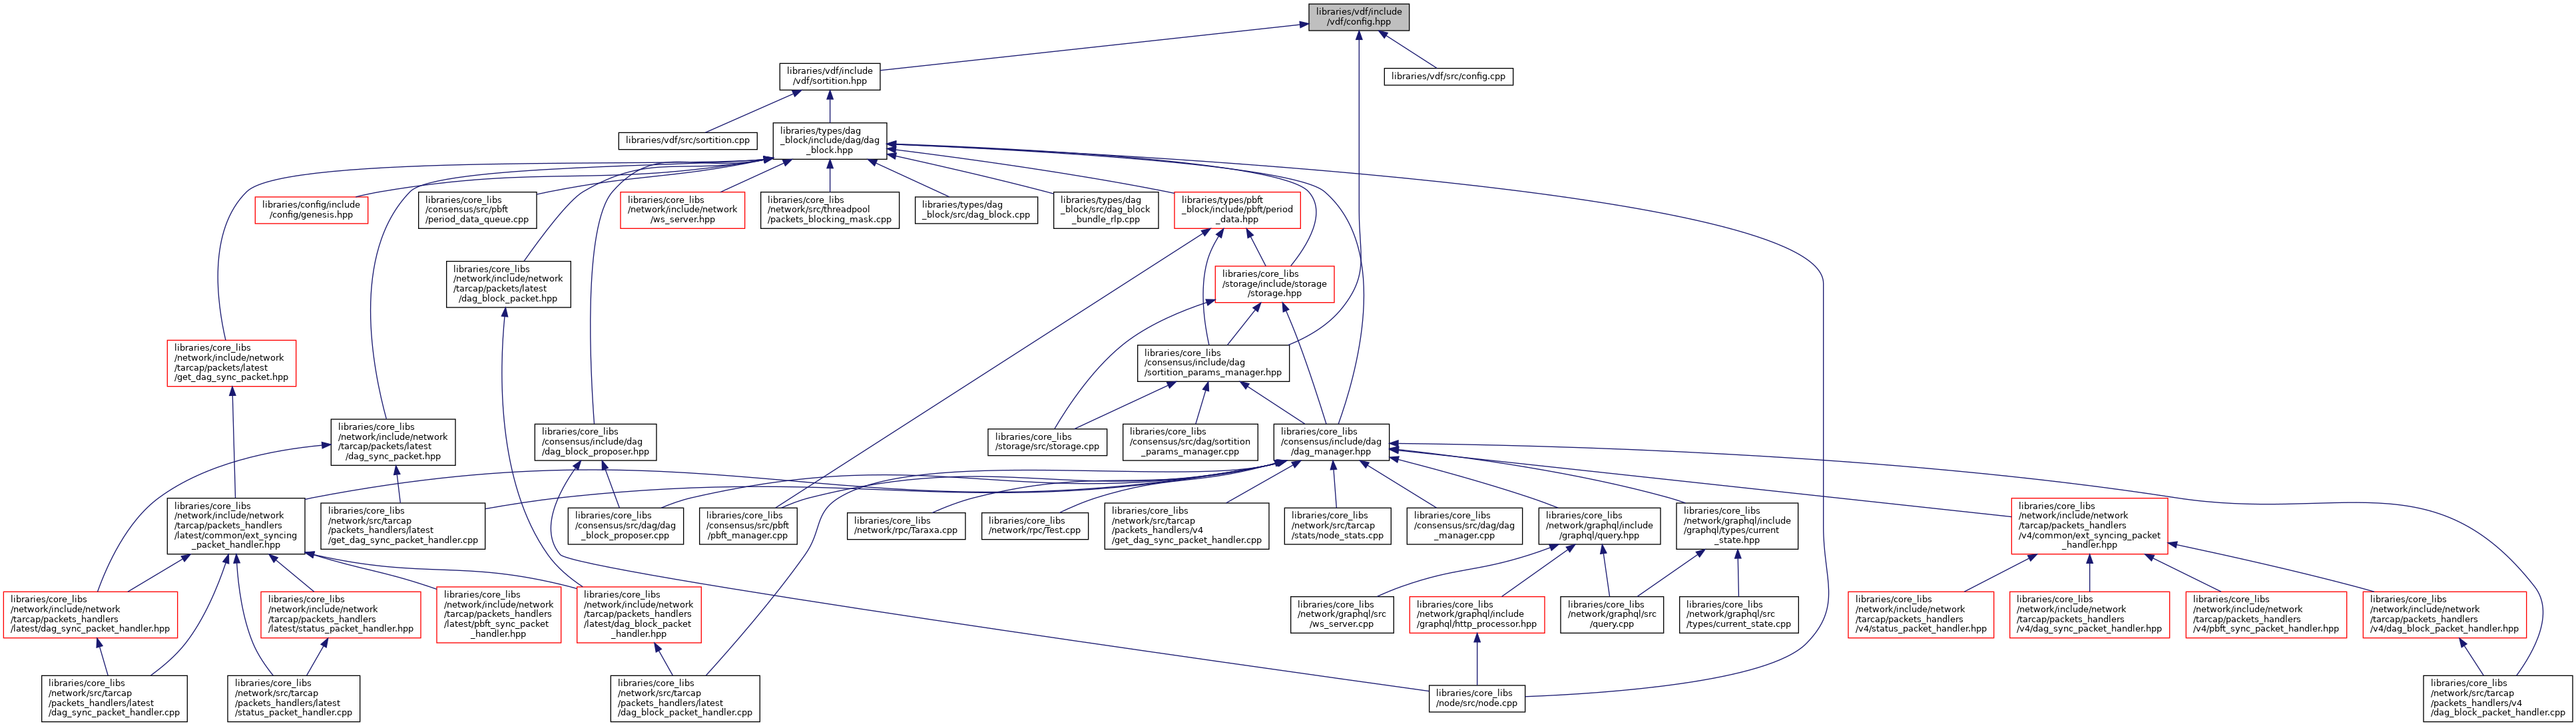 libraries/vdf/include
/vdf/config.hpp
libraries/vdf/include
/vdf/sortition.hpp
libraries/vdf/src/config.cpp
libraries/vdf/src/sortition.cpp
libraries/types/dag
_block/include/dag/dag
_block.hpp
libraries/config/include
/config/genesis.hpp
libraries/core_libs
/consensus/src/pbft
/period_data_queue.cpp
libraries/core_libs
/network/include/network
/ws_server.hpp
libraries/core_libs
/network/src/threadpool
/packets_blocking_mask.cpp
libraries/types/dag
_block/src/dag_block.cpp
libraries/types/dag
_block/src/dag_block
_bundle_rlp.cpp
libraries/types/pbft
_block/include/pbft/period
_data.hpp
libraries/core_libs
/network/include/network
/tarcap/packets/latest
/dag_block_packet.hpp
libraries/core_libs
/storage/include/storage
/storage.hpp
libraries/core_libs
/network/include/network
/tarcap/packets/latest
/get_dag_sync_packet.hpp
libraries/core_libs
/consensus/include/dag
/sortition_params_manager.hpp
libraries/core_libs
/network/include/network
/tarcap/packets/latest
/dag_sync_packet.hpp
libraries/core_libs
/consensus/include/dag
/dag_block_proposer.hpp
libraries/core_libs
/storage/src/storage.cpp
libraries/core_libs
/consensus/src/dag/sortition
_params_manager.cpp
libraries/core_libs
/consensus/include/dag
/dag_manager.hpp
libraries/core_libs
/network/include/network
/tarcap/packets_handlers
/latest/common/ext_syncing
_packet_handler.hpp
libraries/core_libs
/network/src/tarcap
/packets_handlers/latest
/get_dag_sync_packet_handler.cpp
libraries/core_libs
/consensus/src/dag/dag
_block_proposer.cpp
libraries/core_libs
/consensus/src/pbft
/pbft_manager.cpp
libraries/core_libs
/network/rpc/Taraxa.cpp
libraries/core_libs
/network/rpc/Test.cpp
libraries/core_libs
/network/src/tarcap
/packets_handlers/v4
/get_dag_sync_packet_handler.cpp
libraries/core_libs
/network/src/tarcap
/stats/node_stats.cpp
libraries/core_libs
/consensus/src/dag/dag
_manager.cpp
libraries/core_libs
/network/graphql/include
/graphql/query.hpp
libraries/core_libs
/network/graphql/include
/graphql/types/current
_state.hpp
libraries/core_libs
/network/include/network
/tarcap/packets_handlers
/v4/common/ext_syncing_packet
_handler.hpp
libraries/core_libs
/network/include/network
/tarcap/packets_handlers
/latest/dag_sync_packet_handler.hpp
libraries/core_libs
/network/include/network
/tarcap/packets_handlers
/latest/status_packet_handler.hpp
libraries/core_libs
/network/include/network
/tarcap/packets_handlers
/latest/pbft_sync_packet
_handler.hpp
libraries/core_libs
/network/include/network
/tarcap/packets_handlers
/latest/dag_block_packet
_handler.hpp
libraries/core_libs
/network/graphql/src
/ws_server.cpp
libraries/core_libs
/network/graphql/include
/graphql/http_processor.hpp
libraries/core_libs
/network/graphql/src
/query.cpp
libraries/core_libs
/network/graphql/src
/types/current_state.cpp
libraries/core_libs
/network/include/network
/tarcap/packets_handlers
/v4/status_packet_handler.hpp
libraries/core_libs
/network/include/network
/tarcap/packets_handlers
/v4/dag_sync_packet_handler.hpp
libraries/core_libs
/network/include/network
/tarcap/packets_handlers
/v4/pbft_sync_packet_handler.hpp
libraries/core_libs
/network/include/network
/tarcap/packets_handlers
/v4/dag_block_packet_handler.hpp
libraries/core_libs
/network/src/tarcap
/packets_handlers/latest
/dag_sync_packet_handler.cpp
libraries/core_libs
/network/src/tarcap
/packets_handlers/latest
/status_packet_handler.cpp
libraries/core_libs
/network/src/tarcap
/packets_handlers/latest
/dag_block_packet_handler.cpp
libraries/core_libs
/node/src/node.cpp
libraries/core_libs
/network/src/tarcap
/packets_handlers/v4
/dag_block_packet_handler.cpp